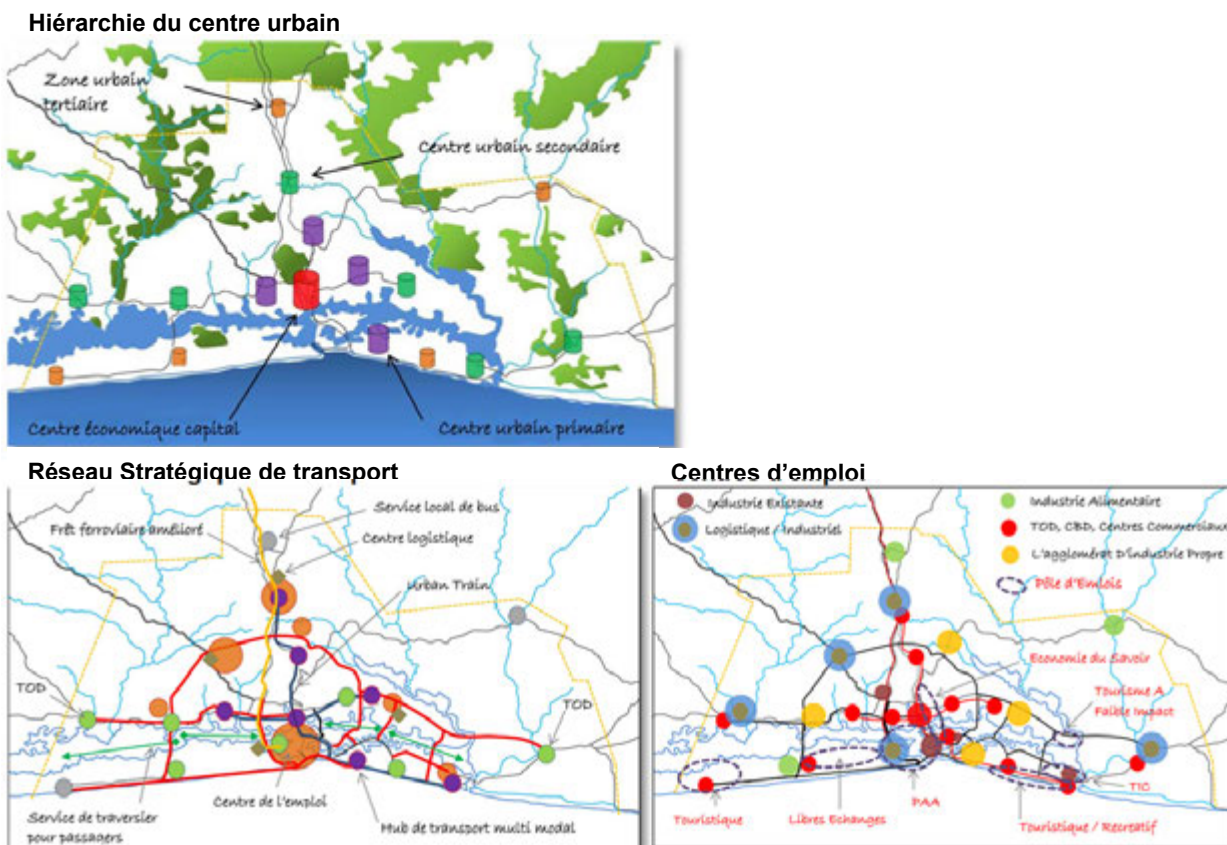 Hiérarchie du centre urbain
Zone urbain
tertiaire
Centre urbain secondaire
Centre économique capital
Centre urbain primaire
Réseau Stratégique de transport
Service local de bus
Frêt ferroviaire amélioré
Centre logistique
Urban Train
TOD
TOD
Centre de l'emploi
Service de traversier
pour passagers
Hub de transport multi modal
Centres d'emploi
Industrie Existante
Logistique / Industriel
Industrie Alimentaire
TOD, CBD, Centres Commerciaux
L'agglomérat D'industrie Propre
Pôle d'Emlois
Economie du Savoir
Tourisme A
Faible Impact
TIC
PAA
Touristique
Libres Echanges
Touristique / Recreatif